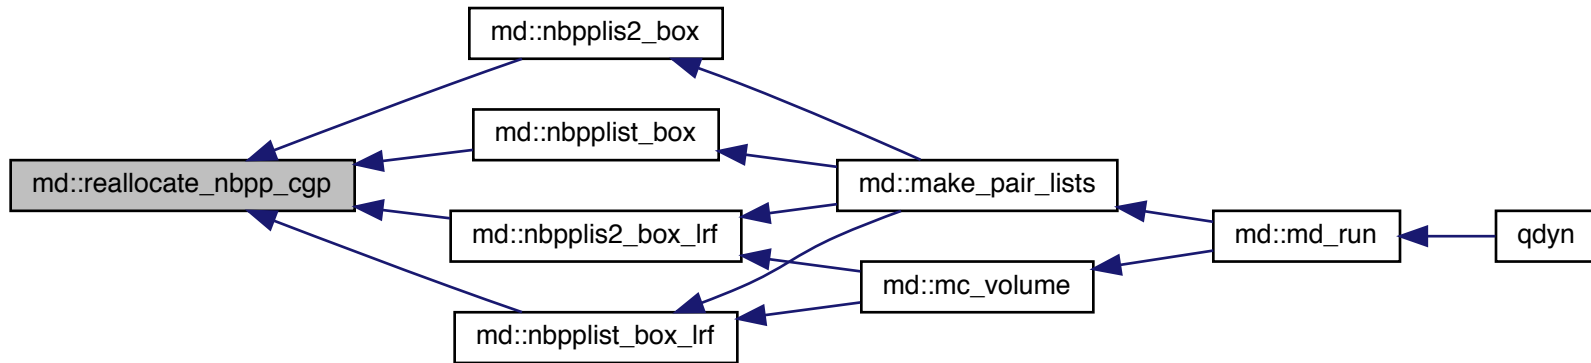 md::nbpplis2_box
md::nbpplist_box
md::reallocate_nbpp_cgp
md::make_pair_lists
md::nbpplis2_box_lrf
md::md_run
qdyn
md::mc_volume
md::nbpplist_box_lrf